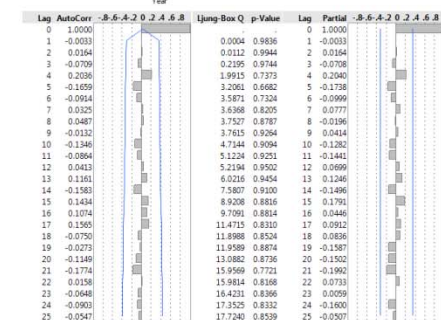 Year
Lag AutoCorr -.8-.6-.4-.2 0 .2 .4 .6 .8 Ljung-Box Q p-Value Lag Partial -.8-.6-.4-.2 0 .2 .4 .6 .8
0 1.0000 . . 0 1.0000
1 -0.0033 0.0004 0.9836 1 -0.0033
2 0.0164 0.0112 0.9944 2 0.0164
3 -0.0709 0.2195 0.9744 3 -0.0708
4 0.2036 1.9915 0.7373 4 0.2040
5 -0.1659 3.2061 0.6682 5 -0.1738
6 -0.0914 3.5871 0.7324 6 -0.0999
7 0.0325 3.6368 0.8205 7 0.0777
8 0.0487 3.7527 0.8787 8 -0.0196
9 -0.0132 3.7615 0.9264 9 0.0414
10 -0.1346 4.7144 0.9094 10 -0.1282
11 -0.0864 5.1224 0.9251 11 -0.1441
12 0.0413 5.2194 0.9502 12 0.0699
13 0.1161 6.0216 0.9454 13 0.1246
14 -0.1583 7.5807 0.9100 14 -0.1496
15 0.1434 8.9208 0.8816 15 0.1791
16 0.1074 9.7091 0.8814 16 0.0446
17 0.1565 11.4715 0.8310 17 0.0912
18 -0.0750 11.8988 0.8524 18 0.0836
19 -0.0273 11.9589 0.8874 19 -0.1587
20 -0.1149 13.0882 0.8736 20 -0.1502
21 -0.1774 15.9569 0.7721 21 -0.1992
22 0.0158 15.9814 0.8168 22 0.0733
23 -0.0648 16.4231 0.8366 23 0.0059
24 -0.0903 17.3525 0.8332 24 -0.1600
25 -0.0547 17.7240 0.8539 25 -0.0507